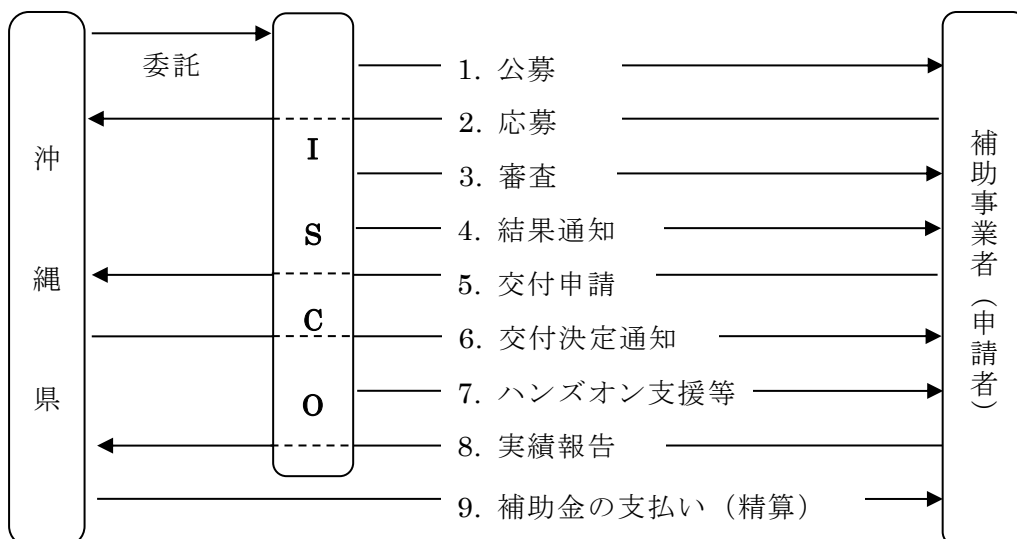 沖縄県
委託
ISCO
1. 公募
2. 応募
3. 審査
4. 結果通知
5. 交付申請
6. 交付決定通知
7. ハンズオン支援等
8. 実績報告
9. 補助金の支払い（精算）
補助事業者（申請者）